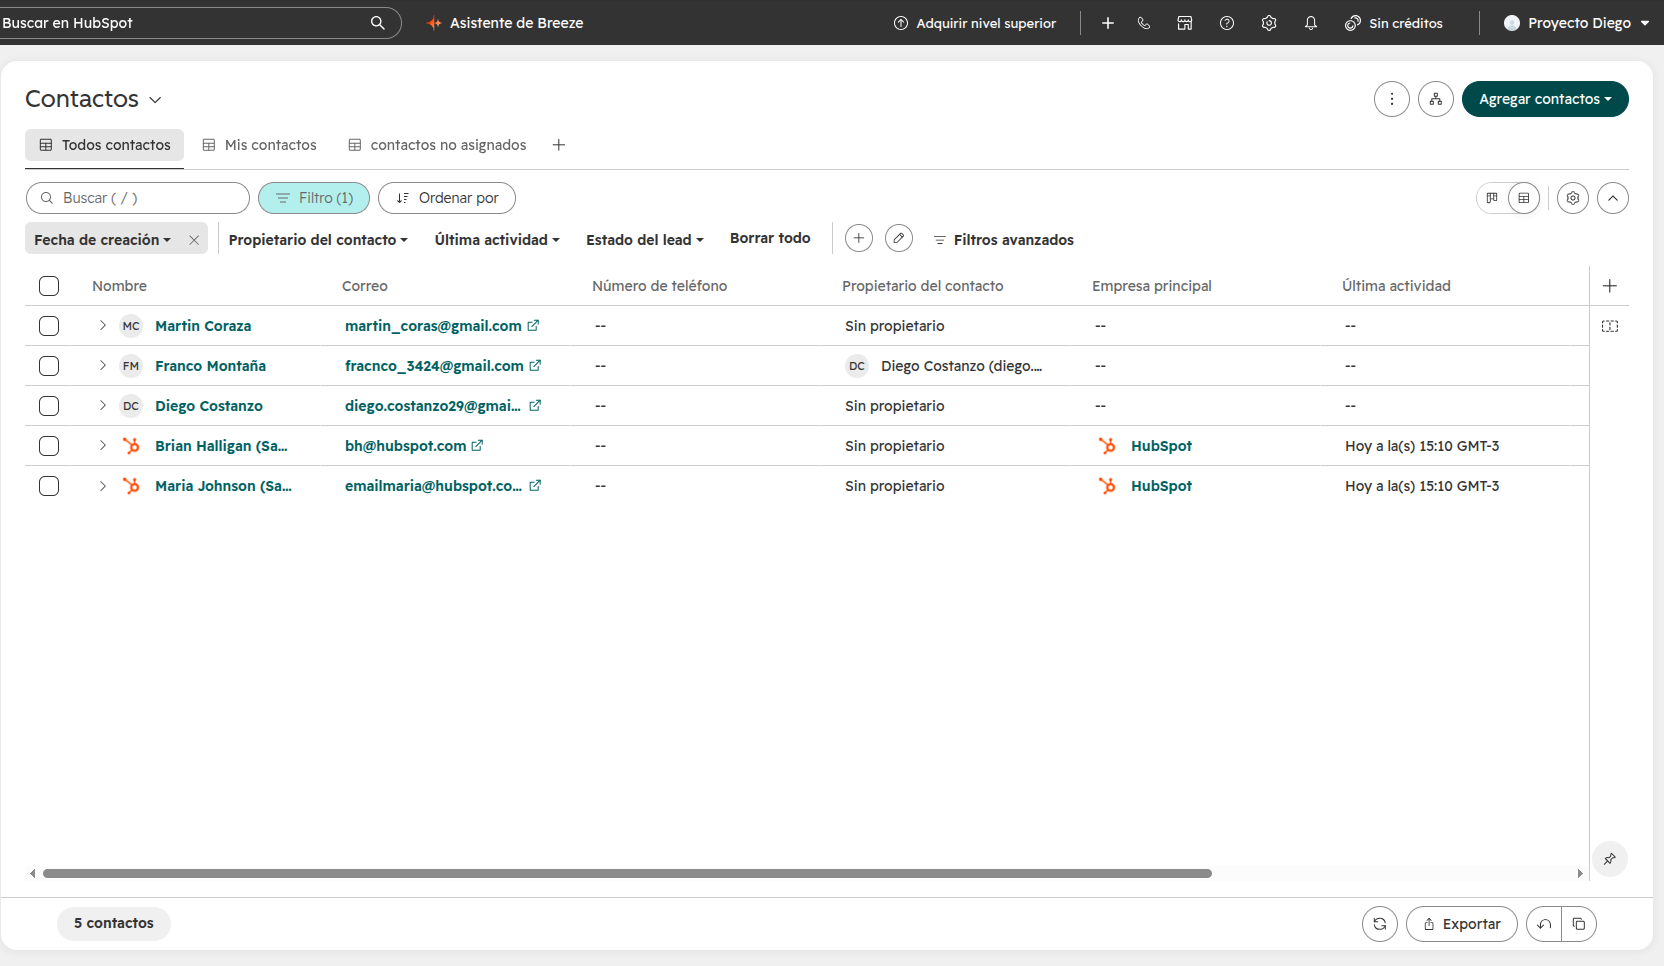 Buscar en HubSpot
Asistente de Breeze
Adquirir nivel superior
Sin créditos
Proyecto Diego
Contactos
Agregar contactos
Todos contactos
Mis contactos
contactos no asignados
Buscar ( / )
Filtro (1)
Ordenar por
Fecha de creación
Propietario del contacto
Última actividad
Estado del lead
Borrar todo
Filtros avanzados
Nombre Correo Número de teléfono Propietario del contacto Empresa principal Última actividad
MC Martin Coraza martin_coras@gmail.com -- Sin propietario -- --
FM Franco Montaña fracnco_3424@gmail.com -- DC Diego Costanzo (diego.... -- --
DC Diego Costanzo diego.costanzo29@gmai... -- Sin propietario -- --
Brian Halligan (Sa... bh@hubspot.com -- Sin propietario HubSpot Hoy a la(s) 15:10 GMT-3
Maria Johnson (Sa... emailmaria@hubspot.co... -- Sin propietario HubSpot Hoy a la(s) 15:10 GMT-3
5 contactos
Exportar